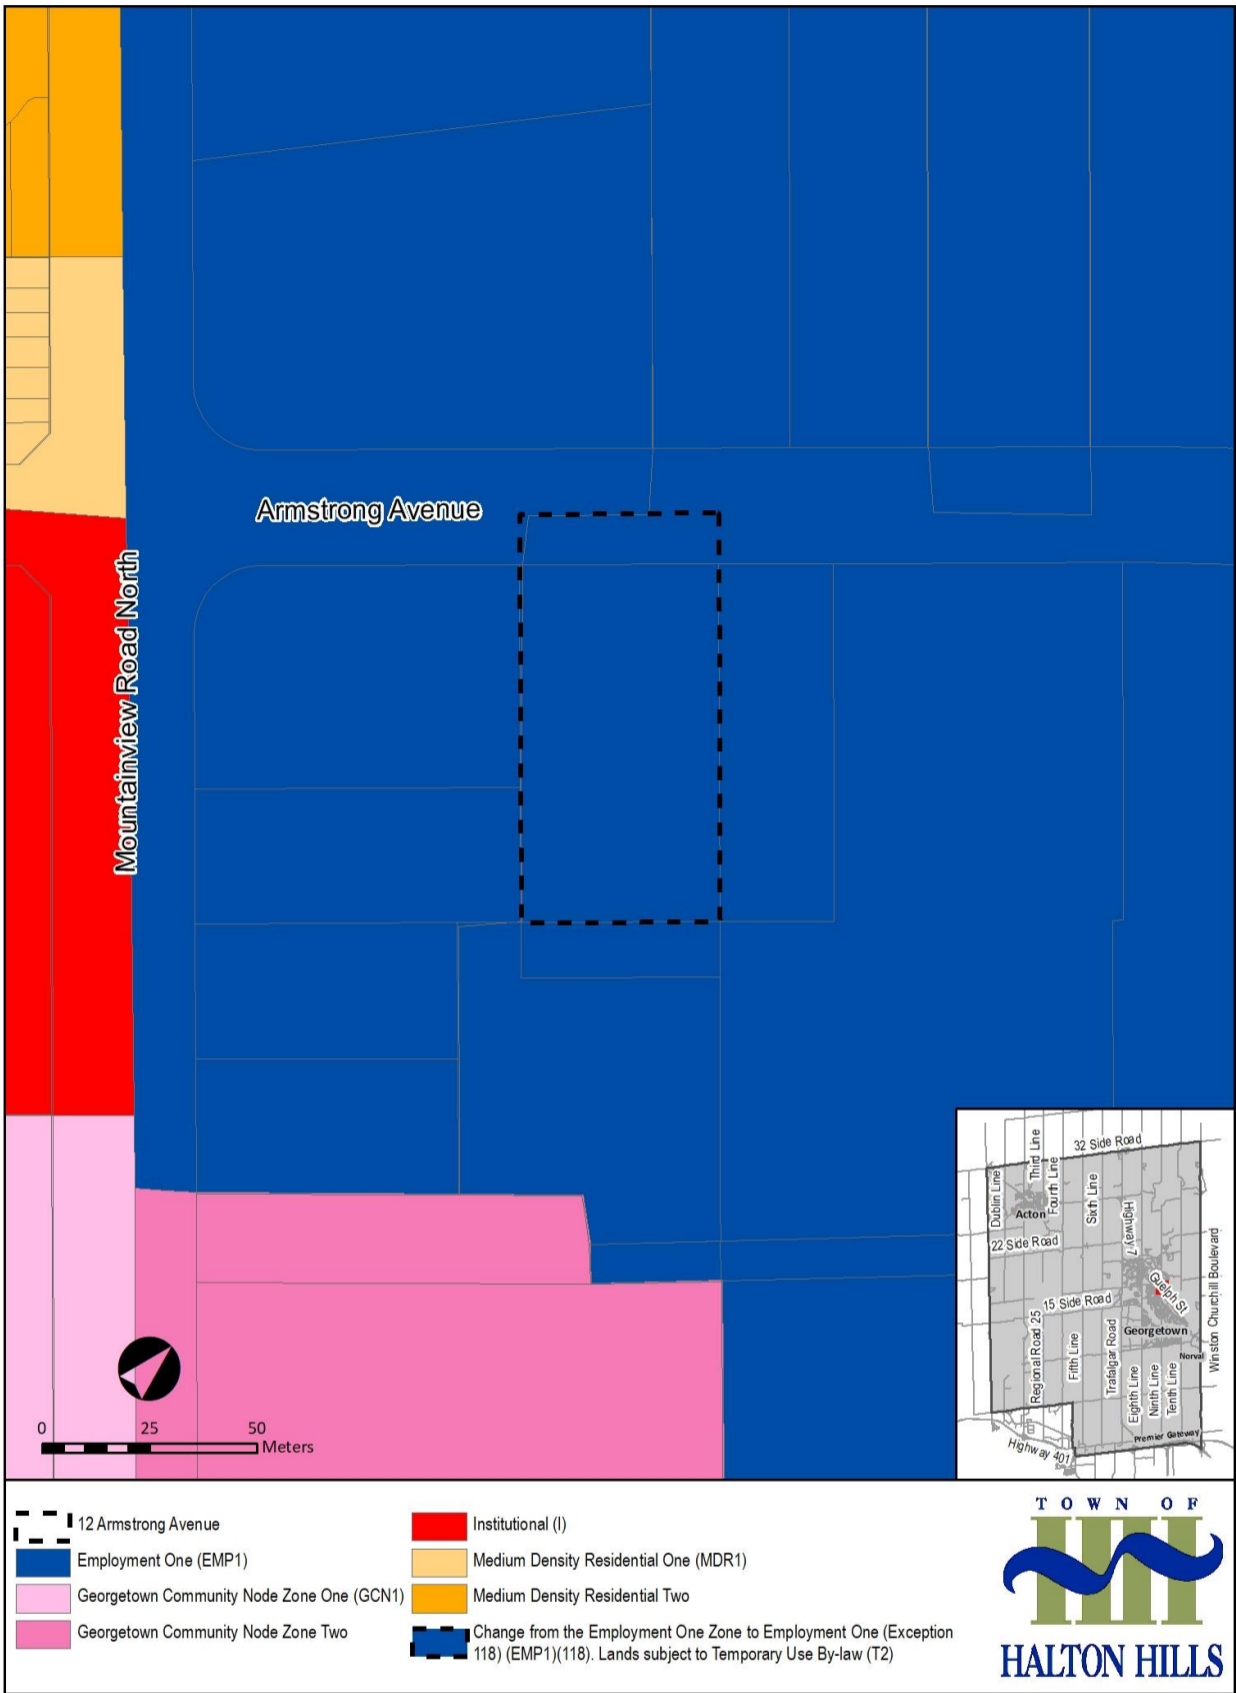 Armstrong Avenue
Mountainview Road North
0 25 50
Meters
32 Side Road
Dublin Line
Third Line
Fourth Line
Sixth Line
Highway 7
Acton
22 Side Road
Guelph St
15 Side Road
Georgetown
Winston Churchill Boulevard
Regional Road 25
Fifth Line
Trafalgar Road
Eighth Line
Ninth Line
Tenth Line
Norval
Premier Gateway
Highway 401
12 Armstrong Avenue
Employment One (EMP1)
Georgetown Community Node Zone One (GCN1)
Georgetown Community Node Zone Two
Institutional (I)
Medium Density Residential One (MDR1)
Medium Density Residential Two
Change from the Employment One Zone to Employment One (Exception
118) (EMP1)(118). Lands subject to Temporary Use By-law (T2)
TOWN OF
HALTON HILLS